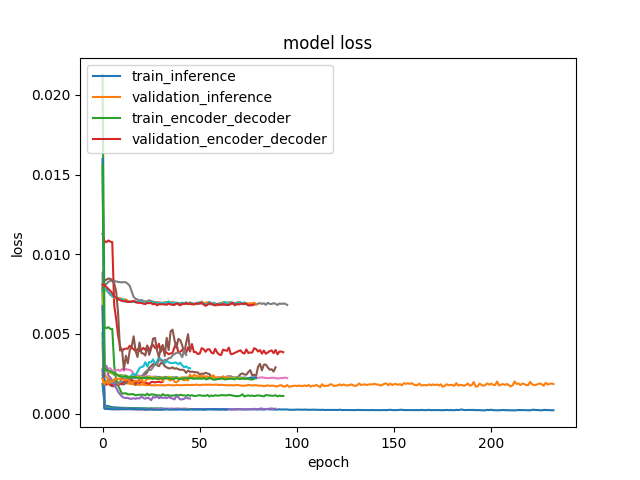 model loss
train_inference
validation_inference
train_encoder_decoder
validation_encoder_decoder
0.020
0.015
0.010
0.005
0.000
loss
0
50
100
150
200
epoch